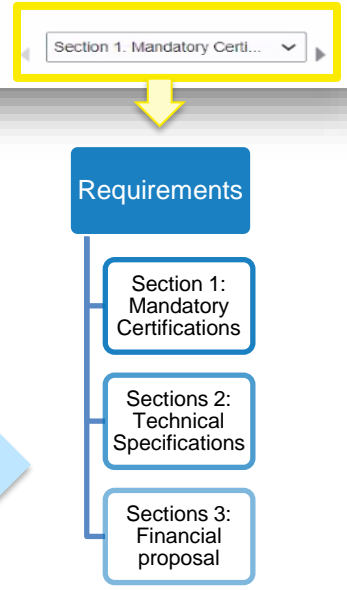 Section 1. Mandatory Certi...
Requirements
Section 1:
Mandatory
Certifications
Sections 2:
Technical
Specifications
Sections 3:
Financial
proposal